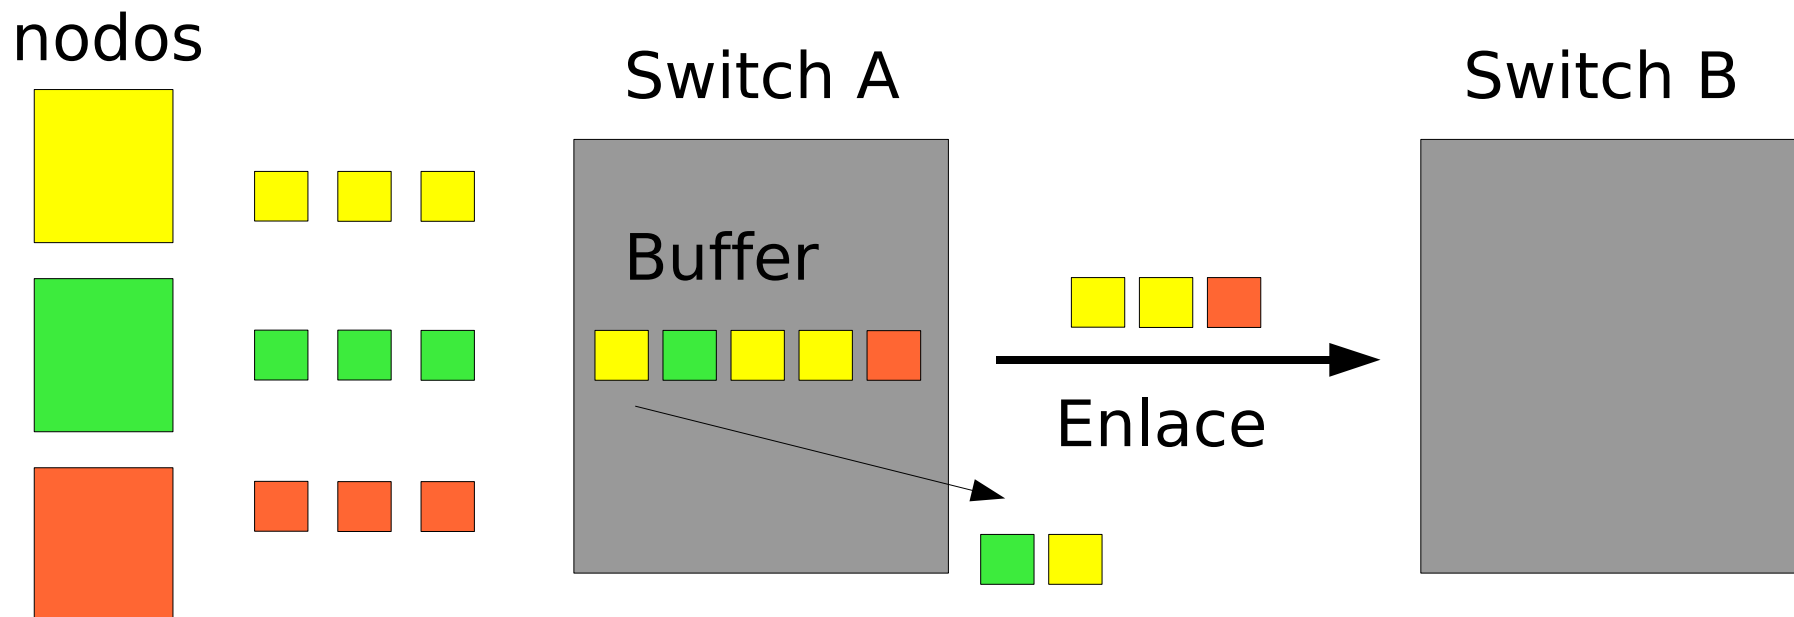 nodos
Switch A
Switch B
Buffer
Enlace